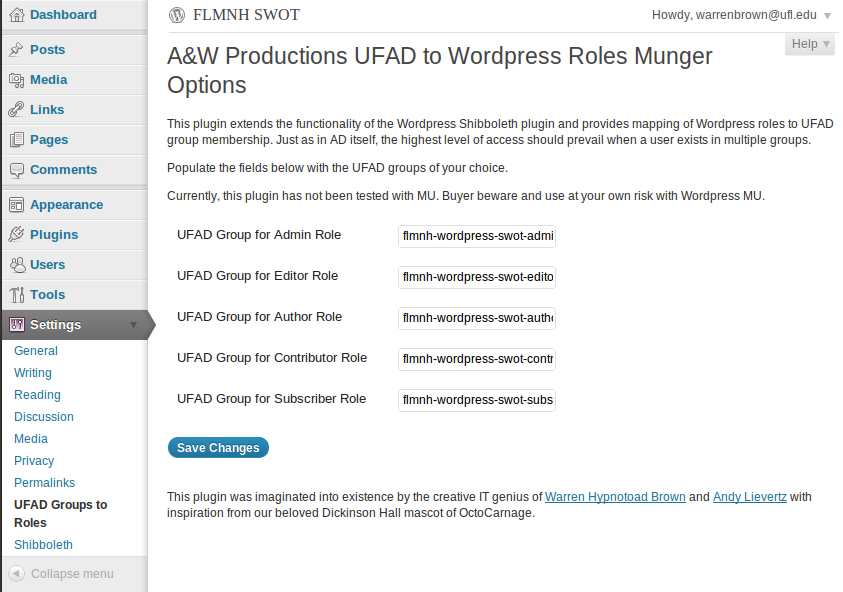 Dashboard
Posts
Media
Links
Pages
Comments
Appearance
Plugins
Users
Tools
Settings
General
Writing
Reading
Discussion
Media
Privacy
Permalinks
UFAD Groups to
Roles
Shibboleth
Collapse menu
FLMNH SWOT
Howdy, warrenbrown@ufl.edu
Help
A&W Productions UFAD to Wordpress Roles Munger
Options
This plugin extends the functionality of the Wordpress Shibboleth plugin and provides mapping of Wordpress roles to UFAD
group membership. Just as in AD itself, the highest level of access should prevail when a user exists in multiple groups.
Populate the fields below with the UFAD groups of your choice.
Currently, this plugin has not been tested with MU. Buyer beware and use at your own risk with Wordpress MU.
UFAD Group for Admin Role flmnh-wordpress-swot-admi
UFAD Group for Editor Role flmnh-wordpress-swot-edito
UFAD Group for Author Role flmnh-wordpress-swot-autho
UFAD Group for Contributor Role flmnh-wordpress-swot-contr
UFAD Group for Subscriber Role flmnh-wordpress-swot-subs
Save Changes
This plugin was imaginated into existence by the creative IT genius of Warren Hypnotoad Brown and Andy Lievertz with
inspiration from our beloved Dickinson Hall mascot of OctoCarnage.